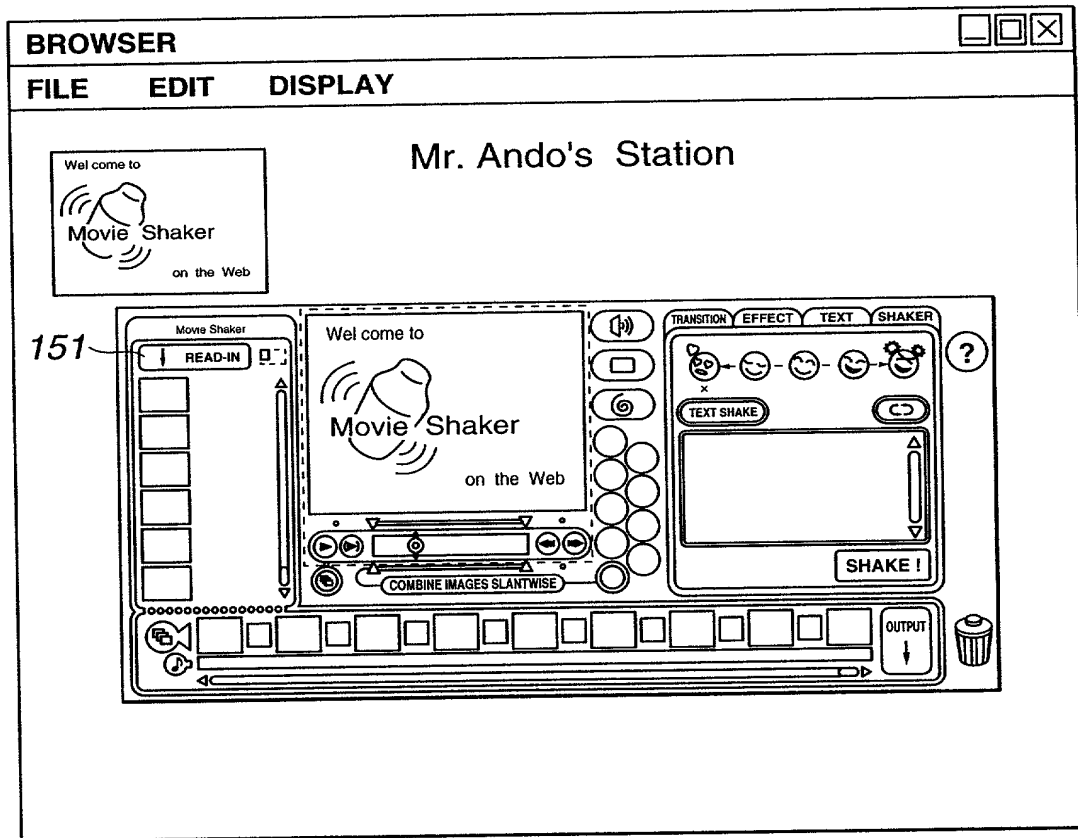 BROWSER
FILE EDIT DISPLAY
Mr. Ando's Station
Wel come to
Movie Shaker
on the Web
151
Movie Shaker
READ-IN
Wel come to
Movie Shaker
on the Web
COMBINE IMAGES SLANTWISE
TRANSITION EFFECT TEXT SHAKER
?
TEXT SHAKE
SHAKE !
OUTPUT